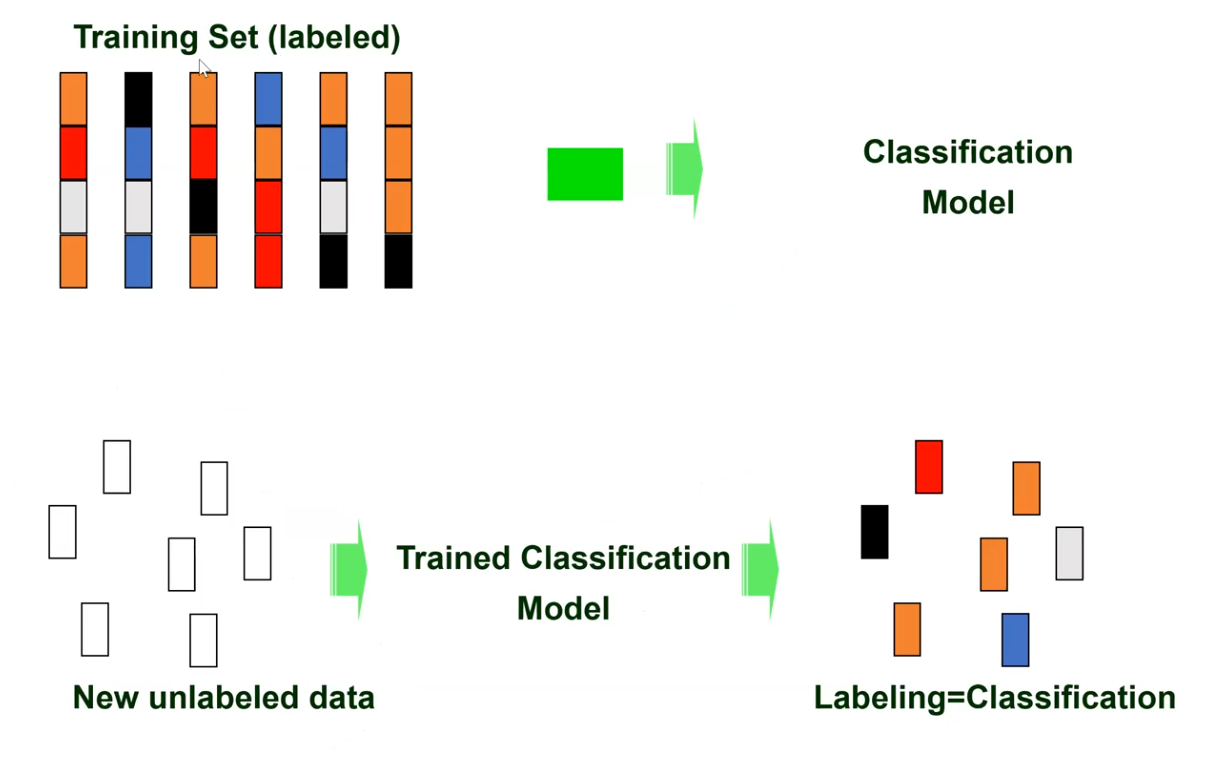 Training Set (labeled)
Classification
Model
Trained Classification
Model
New unlabeled data
Labeling=Classification